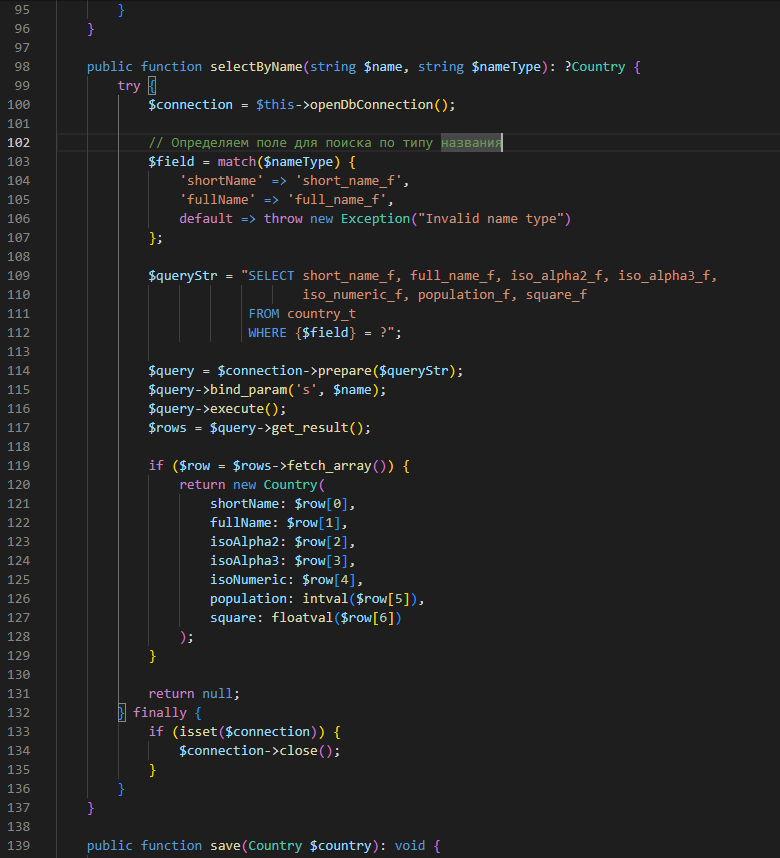 95 }
96 }
97
98 public function selectByName(string $name, string $nameType): ?Country {
99 try {
100 $connection = $this->openDbConnection();
101
102 // Определяем поле для поиска по типу названия
103 $field = match($nameType) {
104 'shortName' => 'short_name_f',
105 'fullName' => 'full_name_f',
106 default => throw new Exception("Invalid name type")
107 };
108
109 $queryStr = "SELECT short_name_f, full_name_f, iso_alpha2_f, iso_alpha3_f,
110 iso_numeric_f, population_f, square_f
111 FROM country_t
112 WHERE {$field} = ?";
113
114 $query = $connection->prepare($queryStr);
115 $query->bind_param('s', $name);
116 $query->execute();
117 $rows = $query->get_result();
118
119 if ($row = $rows->fetch_array()) {
120 return new Country(
121 shortName: $row[0],
122 fullName: $row[1],
123 isoAlpha2: $row[2],
124 isoAlpha3: $row[3],
125 isoNumeric: $row[4],
126 population: intval($row[5]),
127 square: floatval($row[6])
128 );
129 }
130
131 return null;
132 } finally {
133 if (isset($connection)) {
134 $connection->close();
135 }
136 }
137 }
138
139 public function save(Country $country): void {